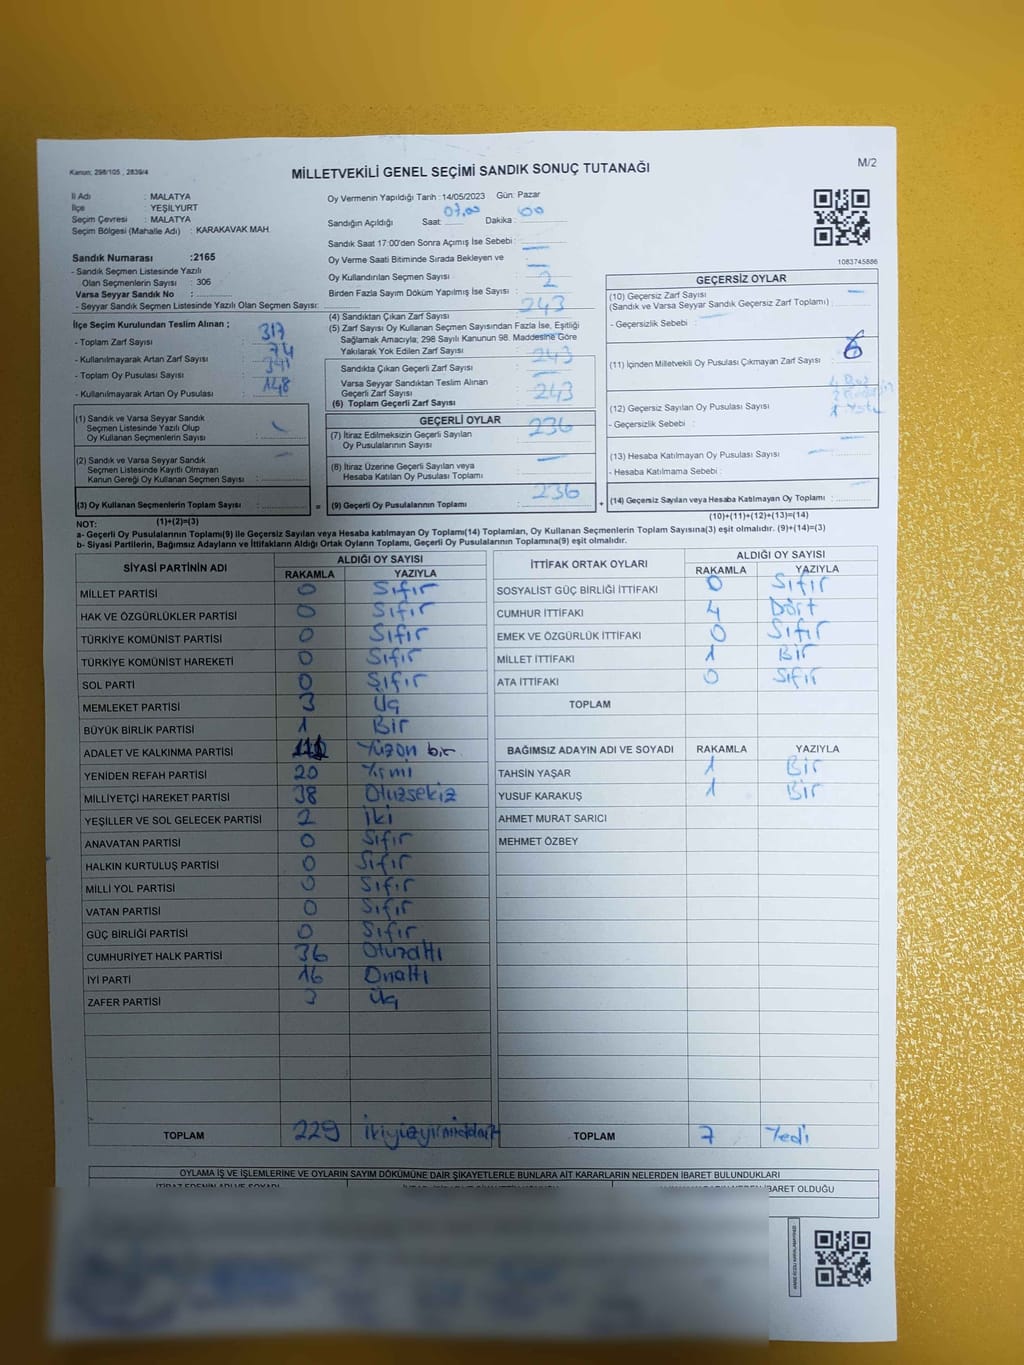 Kanun: 298/105 , 2839/4
MİLLETVEKİLİ GENEL SEÇİMİ SANDIK SONUÇ TUTANAĞI
M/2
İl Adı : MALATYA
İlçe : YEŞİLYURT
Seçim Çevresi : MALATYA
Seçim Bölgesi (Mahalle Adı) : KARAKAVAK MAH.
Oy Vermenin Yapıldığı Tarih : 14/05/2023 Gün: Pazar
Sandığın Açıldığı Saat: 07.00 Dakika : 00
Sandık Saat 17:00'den Sonra Açmış İse Sebebi :
Oy Verme Saati Bitiminde Sırada Bekleyen ve
Oy Kullandırılan Seçmen Sayısı :
Birden Fazla Sayım Döküm Yapılmış İse Sayısı : 2
1083745886
Sandık Numarası :2165
- Sandık Seçmen Listesinde Yazılı
Olan Seçmenlerin Sayısı : 306
Varsa Seyyar Sandık No :
- Seyyar Sandık Seçmen Listesinde Yazılı Olan Seçmen Sayısı:
İlçe Seçim Kurulundan Teslim Alınan ;
- Toplam Zarf Sayısı : 317
- Kullanılmayarak Artan Zarf Sayısı : 74
- Toplam Oy Pusulası Sayısı : 391
- Kullanılmayarak Artan Oy Pusulası : 148
(1) Sandık ve Varsa Seyyar Sandık
Seçmen Listesinde Yazılı Olup
Oy Kullanan Seçmenlerin Sayısı :
(2) Sandık ve Varsa Seyyar Sandık
Seçmen Listesinde Kayıtlı Olmayan
Kanun Gereği Oy Kullanan Seçmen Sayısı :
(3) Oy Kullanan Seçmenlerin Toplam Sayısı : =
(4) Sandıktan Çıkan Zarf Sayısı : 243
(5) Zarf Sayısı Oy Kullanan Seçmen Sayısından Fazla İse, Eşitliği
Sağlamak Amacıyla; 298 Sayılı Kanunun 98. Maddesine Göre
Yakılarak Yok Edilen Zarf Sayısı :
Sandıkta Çıkan Geçerli Zarf Sayısı : 243
Varsa Seyyar Sandıktan Teslim Alınan
Geçerli Zarf Sayısı :
(6) Toplam Geçerli Zarf Sayısı : 243
GEÇERLİ OYLAR
(7) İtiraz Edilmeksizin Geçerli Sayılan
Oy Pusulalarının Sayısı : 236
(8) İtiraz Üzerine Geçerli Sayılan veya
Hesaba Katılan Oy Pusulası Toplamı :
(9) Geçerli Oy Pusulalarının Toplamı : 236 +
GEÇERSİZ OYLAR
(10) Geçersiz Zarf Sayısı
(Sandık ve Varsa Seyyar Sandık Geçersiz Zarf Toplamı) :
- Geçersizlik Sebebi :
(11) İçinden Milletvekili Oy Pusulası Çıkmayan Zarf Sayısı :
(12) Geçersiz Sayılan Oy Pusulası Sayısı :
- Geçersizlik Sebebi :
(13) Hesaba Katılmayan Oy Pusulası Sayısı :
- Hesaba Katılmama Sebebi :
(14) Geçersiz Sayılan veya Hesaba Katılmayan Oy Toplamı :
NOT: (1)+(2)=(3)
(10)+(11)+(12)+(13)=(14)
a- Geçerli Oy Pusulalarının Toplamı(9) ile Geçersiz Sayılan veya Hesaba katılmayan Oy Toplamı(14) Toplamları, Oy Kullanan Seçmenlerin Toplam Sayısına(3) eşit olmalıdır. (9)+(14)=(3)
b- Siyasi Partilerin, Bağımsız Adayların ve İttifakların Aldığı Ortak Oyların Toplamı, Geçerli Oy Pusulalarının Toplamına(9) eşit olmalıdır.
SİYASİ PARTİNİN ADI ALDIĞI OY SAYISI
RAKAMLA YAZIYLA
MİLLET PARTİSİ 0 Sıfır
HAK VE ÖZGÜRLÜKLER PARTİSİ 0 Sıfır
TÜRKİYE KOMÜNİST PARTİSİ 0 Sıfır
TÜRKİYE KOMÜNİST HAREKETİ 0 Sıfır
SOL PARTİ 0 Sıfır
MEMLEKET PARTİSİ 3 Üç
BÜYÜK BİRLİK PARTİSİ 1 Bir
ADALET VE KALKINMA PARTİSİ Yüzon bir
YENİDEN REFAH PARTİSİ 20 Yirmi
MİLLİYETÇİ HAREKET PARTİSİ 38 Otuzsekiz
YEŞİLLER VE SOL GELECEK PARTİSİ 2 İki
ANAVATAN PARTİSİ 0 Sıfır
HALKIN KURTULUŞ PARTİSİ 0 Sıfır
MİLLİ YOL PARTİSİ 0 Sıfır
VATAN PARTİSİ 0 Sıfır
GÜÇ BİRLİĞİ PARTİSİ 0 Sıfır
CUMHURİYET HALK PARTİSİ 36 Otuzaltı
İYİ PARTİ 16 Onaltı
ZAFER PARTİSİ 3 Üç
TOPLAM 229
İTTİFAK ORTAK OYLARI ALDIĞI OY SAYISI
RAKAMLA YAZIYLA
SOSYALİST GÜÇ BİRLİĞİ İTTİFAKI 0 Sıfır
CUMHUR İTTİFAKI 4 Dört
EMEK VE ÖZGÜRLÜK İTTİFAKI 0 Sıfır
MİLLET İTTİFAKI 1 Bir
ATA İTTİFAKI 0 Sıfır
TOPLAM
BAĞIMSIZ ADAYIN ADI VE SOYADI RAKAMLA YAZIYLA
TAHSİN YAŞAR 1 Bir
YUSUF KARAKUŞ 1 Bir
AHMET MURAT SARICI
MEHMET ÖZBEY
TOPLAM 7 Yedi
OYLAMA İŞ VE İŞLEMLERİNE VE OYLARIN SAYIM DÖKÜMÜNE DAİR ŞİKAYETLERLE BUNLARA AİT KARARLARIN NELERDEN İBARET BULUNDUKLARI
İBARET OLDUĞU